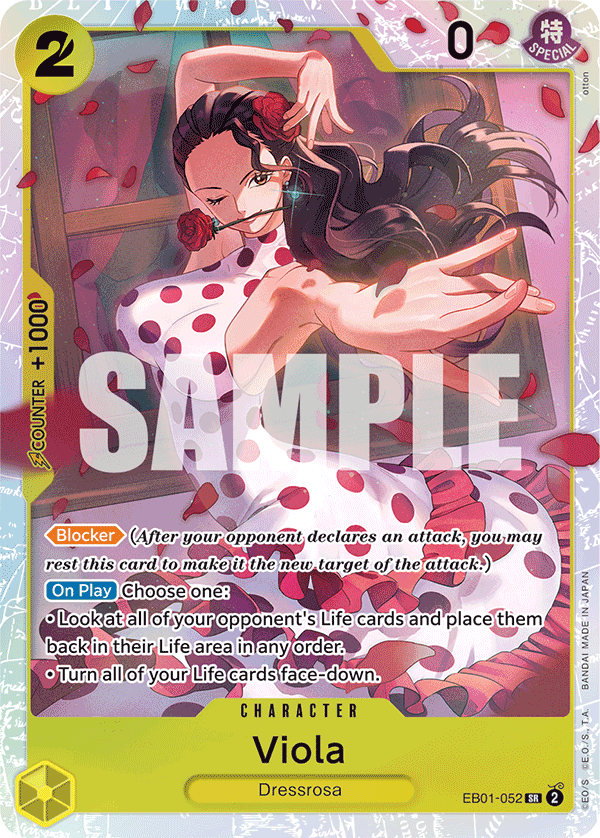 2
0
特
SPECIAL
otton
COUNTER +1000
SAMPLE
Blocker (After your opponent declares an attack, you may
rest this card to make it the new target of the attack.)
On Play Choose one:
• Look at all of your opponent's Life cards and place them
back in their Life area in any order.
• Turn all of your Life cards face-down.
CHARACTER
Viola
Dressrosa
EB01-052 SR 2
©E.O/S ©E.O./S., T.A. BANDAI MADE IN JAPAN